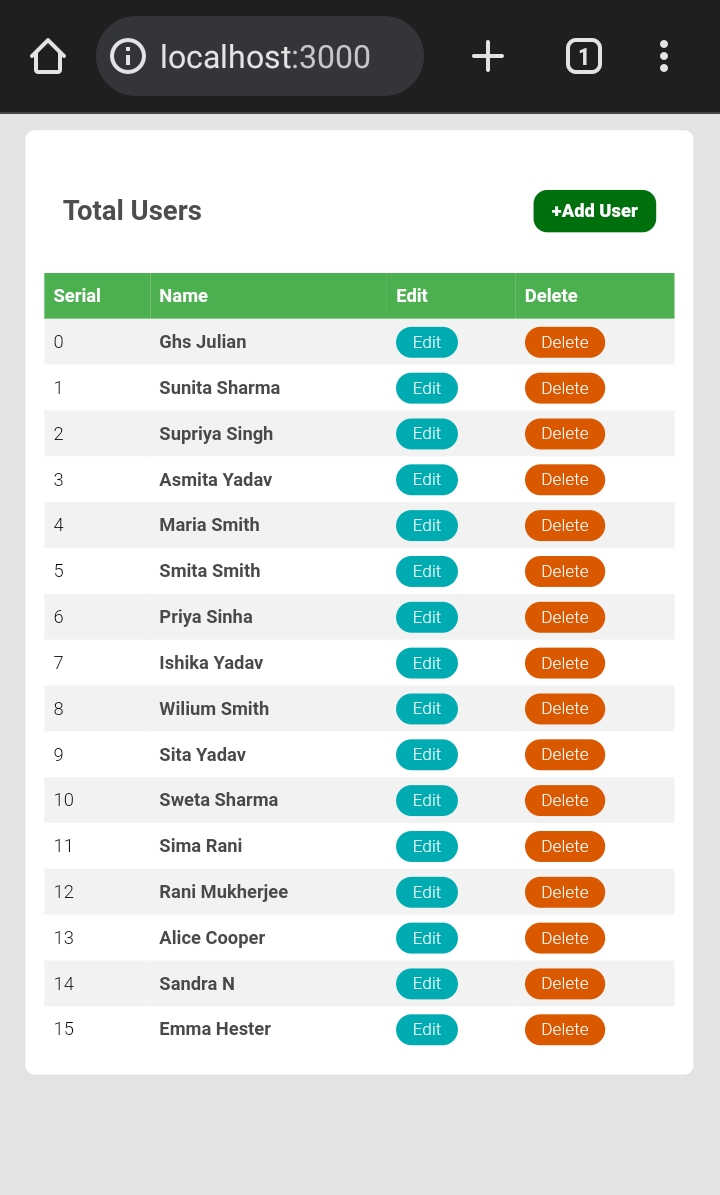 localhost:3000
1
Total Users
+Add User
Serial Name Edit Delete
0 Ghs Julian Edit Delete
1 Sunita Sharma Edit Delete
2 Supriya Singh Edit Delete
3 Asmita Yadav Edit Delete
4 Maria Smith Edit Delete
5 Smita Smith Edit Delete
6 Priya Sinha Edit Delete
7 Ishika Yadav Edit Delete
8 Wilium Smith Edit Delete
9 Sita Yadav Edit Delete
10 Sweta Sharma Edit Delete
11 Sima Rani Edit Delete
12 Rani Mukherjee Edit Delete
13 Alice Cooper Edit Delete
14 Sandra N Edit Delete
15 Emma Hester Edit Delete